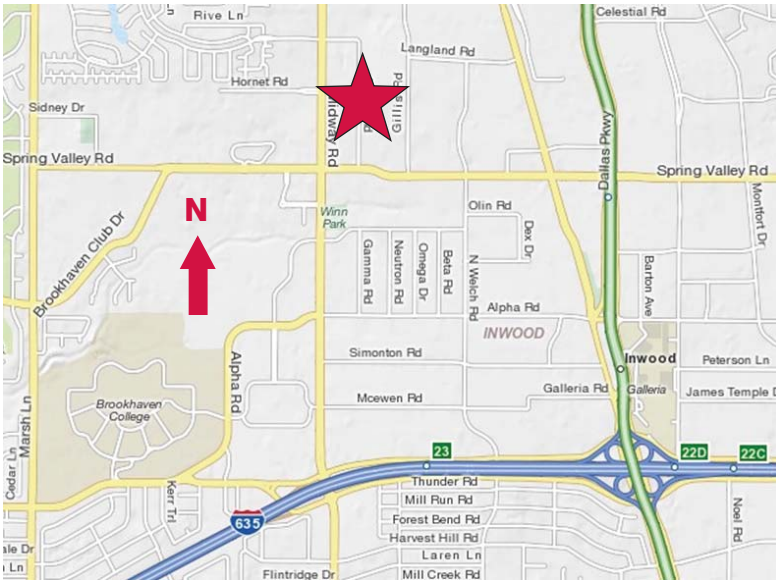 Rive Ln
Celestial Rd
Langland Rd
Hornet Rd
Sidney Dr
Midway Rd
Dallas Pkwy
Spring Valley Rd
Spring Valley Rd
N
Winn
Park
Olin Rd
Dex Dr
Montfort Dr
Brookhaven Club Dr
Gamma Rd
Neutron Rd
Omega Dr
Beta Rd
N Welch Rd
Barton Ave
Alpha Rd
INWOOD
Simonton Rd
Inwood
Peterson Ln
Alpha Rd
Galleria Rd
Galleria
James Temple D
Mcewen Rd
Brookhaven
College
Marsh Ln
Cedar Ln
23
22D
22C
Thunder Rd
Kerr Trl
Mill Run Rd
Noel Rd
635
Forest Bend Rd
Harvest Hill Rd
ale Dr
Laren Ln
a Ln
Flintridge Dr
Mill Creek Rd